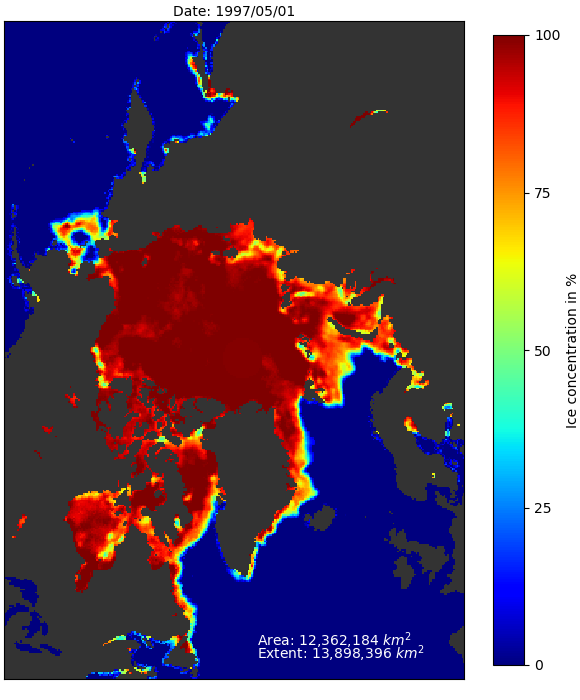 Date: 1997/05/01
100
75
50
25
0
Ice concentration in %
Area: 12,362,184 km²
Extent: 13,898,396 km²